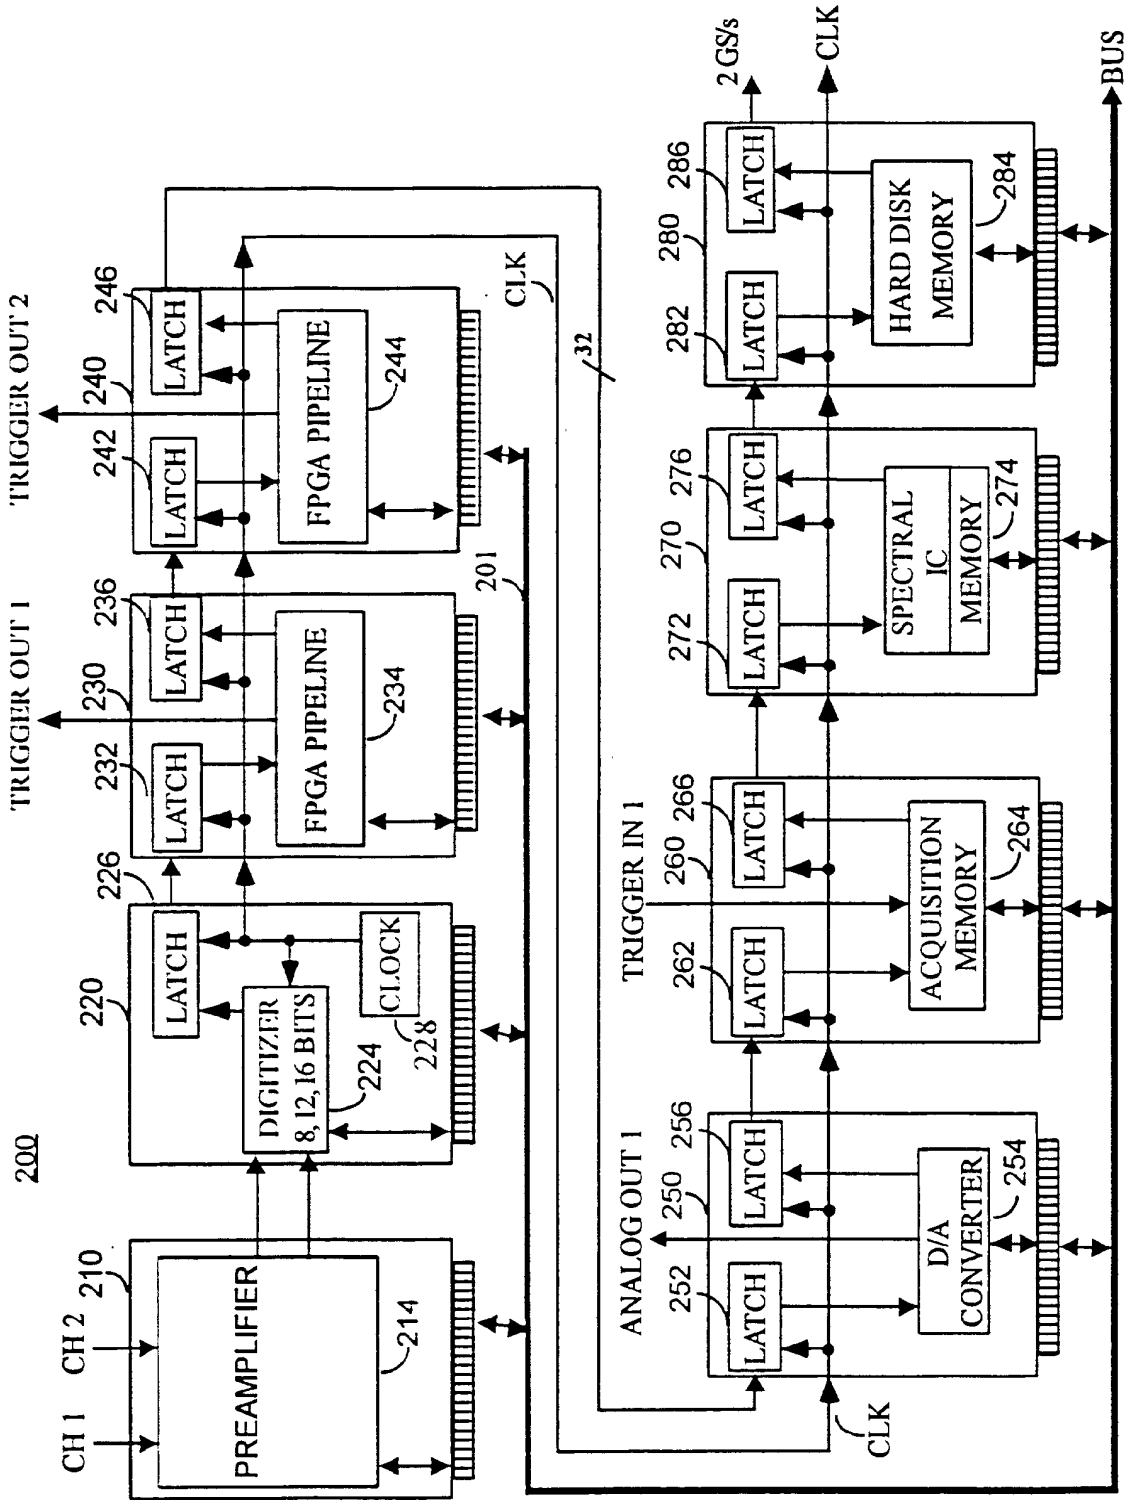 200
CH 1
CH 2
210
PREAMPLIFIER
214
220
226
LATCH
DIGITIZER
8, 12, 16 BITS
224
CLOCK
228
TRIGGER OUT 1
230
232
LATCH
236
LATCH
FPGA PIPELINE
234
TRIGGER OUT 2
240
242
LATCH
246
LATCH
FPGA PIPELINE
244
201
CLK
32
ANALOG OUT 1
250
252
LATCH
256
LATCH
D/A
CONVERTER
254
CLK
TRIGGER IN 1
260
262
LATCH
266
LATCH
ACQUISITION
MEMORY
264
270
272
LATCH
276
LATCH
SPECTRAL
IC
MEMORY
274
280
282
LATCH
286
LATCH
HARD DISK
MEMORY
284
2 GS/s
CLK
BUS